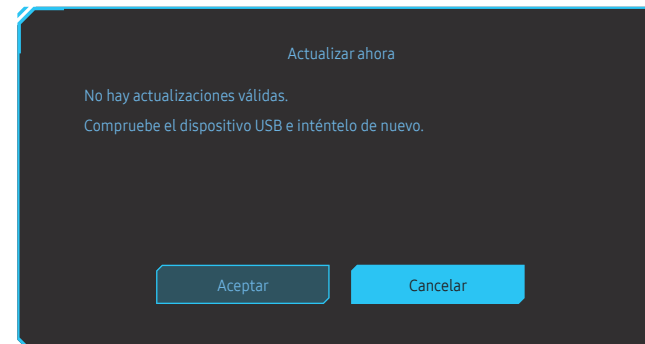 Actualizar ahora
No hay actualizaciones válidas.
Compruebe el dispositivo USB e inténtelo de nuevo.
Aceptar
Cancelar